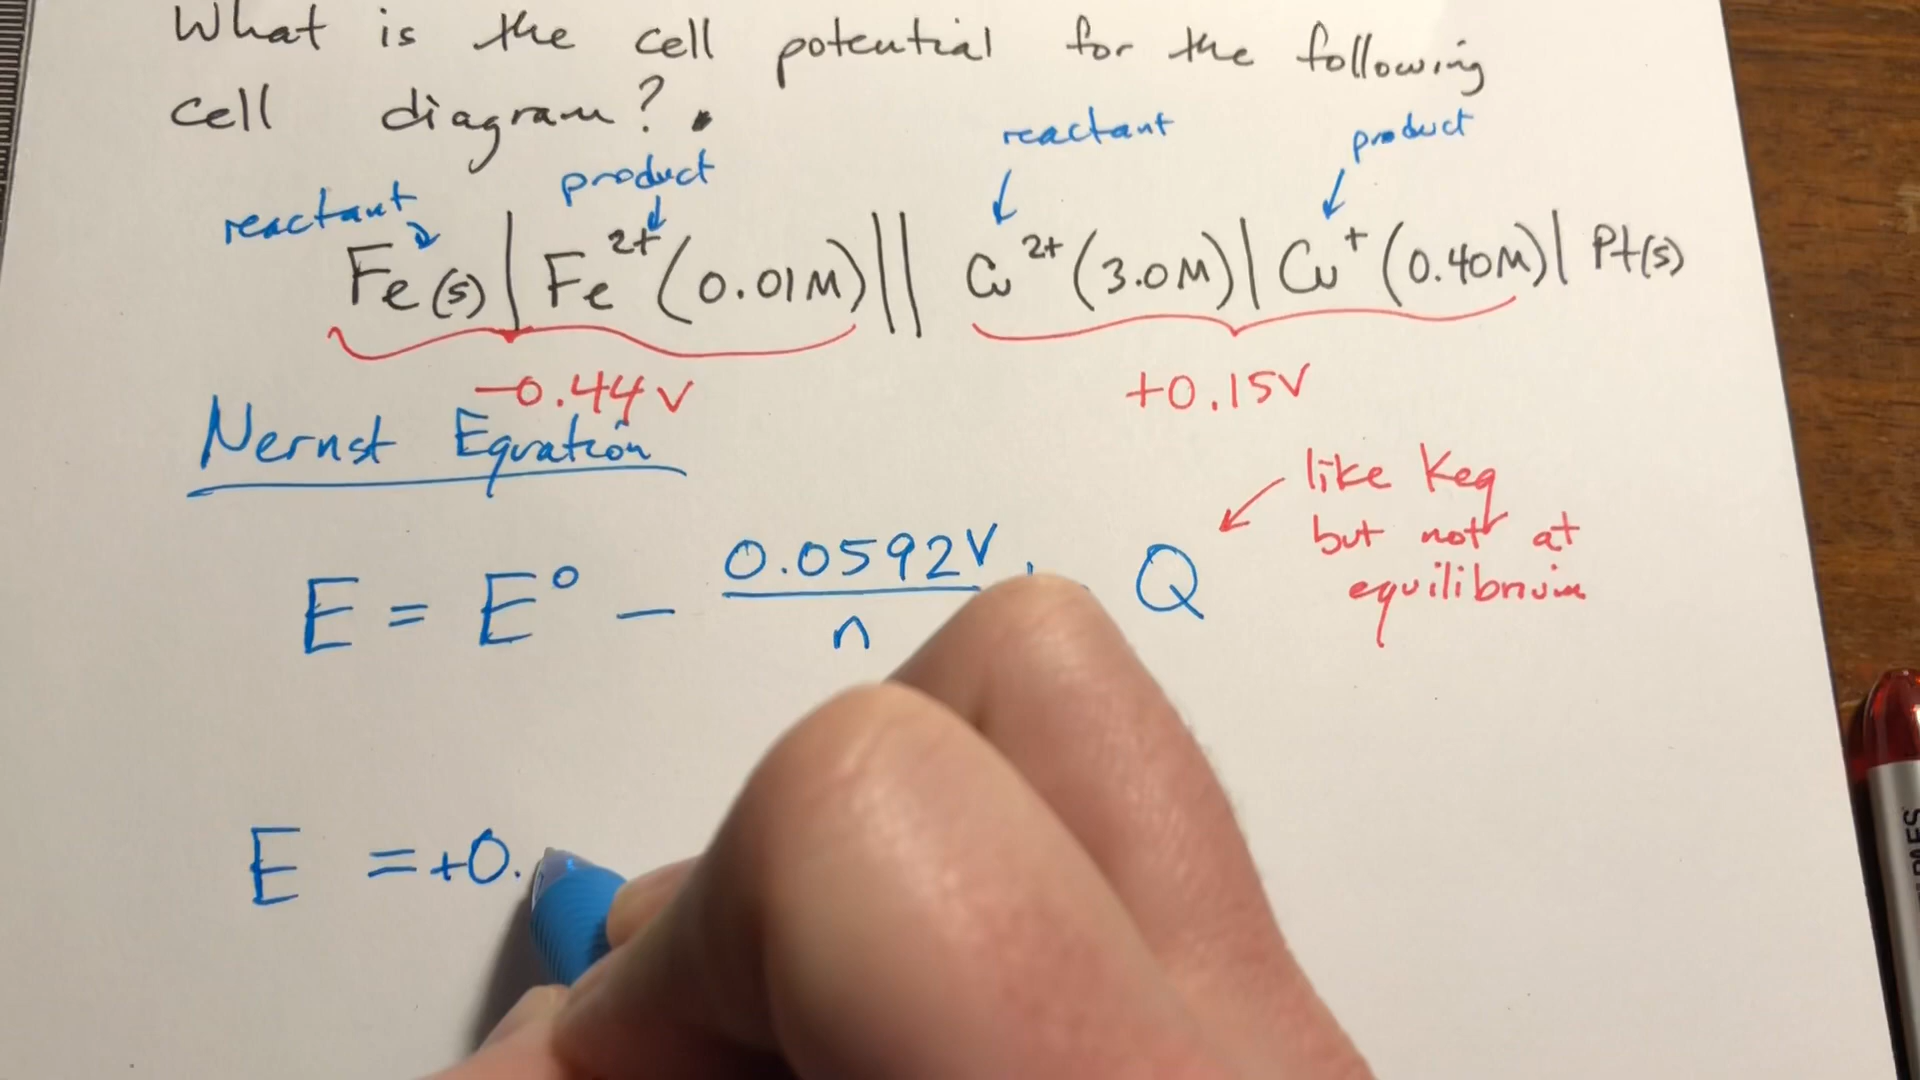 What is the cell potential for the following
cell diagram?
reactant product
reactant product
Fe(s) | Fe²⁺ (0.01M) || Cu²⁺ (3.0M) | Cu⁺ (0.40M) | Pt(s)
-0.44V +0.15V
Nernst Equation
like Keq
but not at
equilibrium
E = E° - 0.0592V / n Q
E = +0.